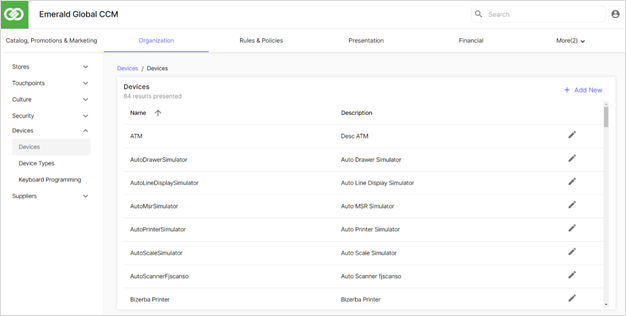 Emerald Global CCM
Search
Catalog, Promotions & Marketing Organization Rules & Policies Presentation Financial More(2)
Stores
Touchpoints
Culture
Security
Devices
Devices
Device Types
Keyboard Programming
Suppliers
Devices / Devices
Devices
84 results presented
+ Add New
Name Description
ATM Desc ATM
AutoDrawerSimulator Auto Drawer Simulator
AutoLineDisplaySimulator Auto Line Display Simulator
AutoMsrSimulator Auto MSR Simulator
AutoPrinterSimulator Auto Printer Simulator
AutoScaleSimulator Auto Scale Simulator
AutoScannerFjscanso Auto Scanner fjscanso
Bizerba Printer Bizerba Printer